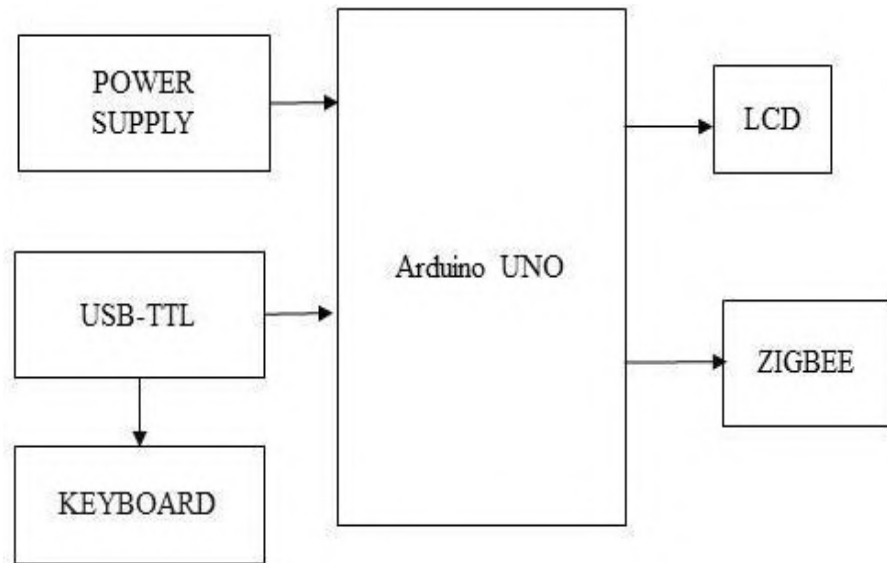 POWER
SUPPLY
LCD
Arduino UNO
USB-TTL
ZIGBEE
KEYBOARD